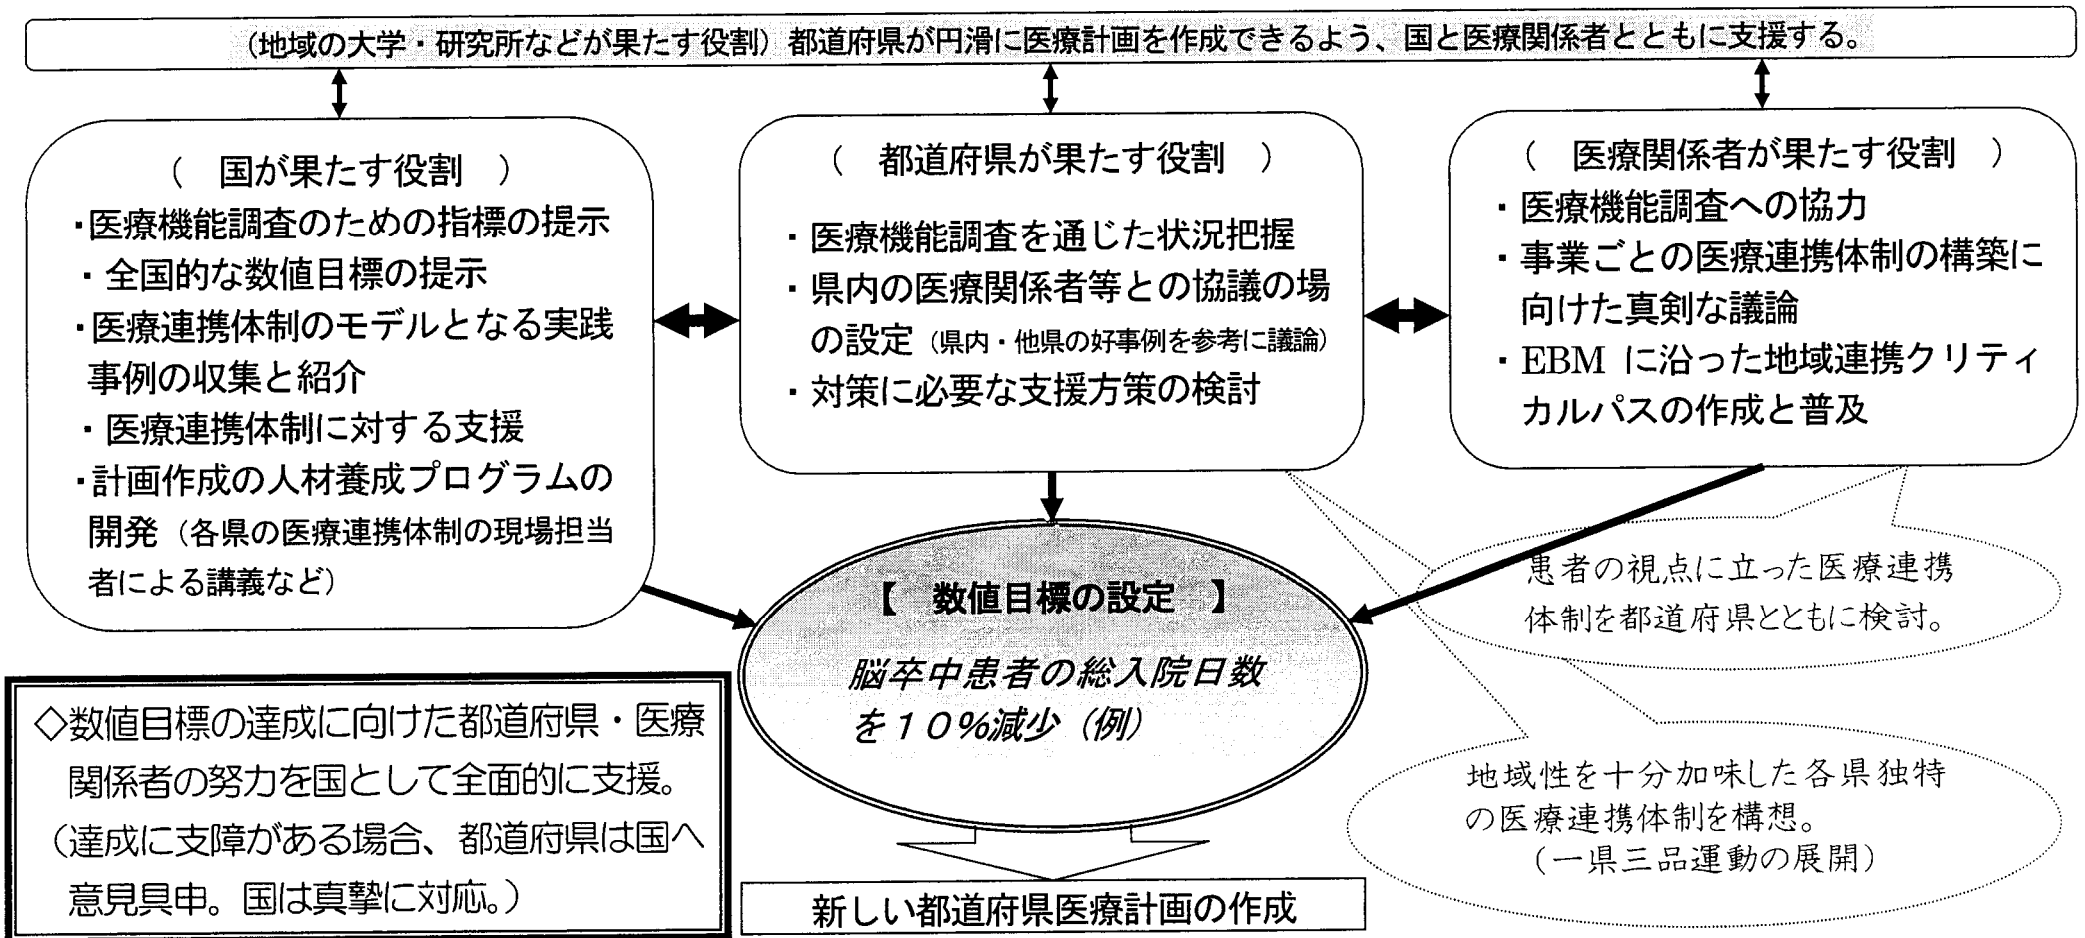 （地域の大学・研究所などが果たす役割）都道府県が円滑に医療計画を作成できるよう、国と医療関係者とともに支援する。
（　国が果たす役割　）
・医療機能調査のための指標の提示
・全国的な数値目標の提示
・医療連携体制のモデルとなる実践
事例の収集と紹介
・医療連携体制に対する支援
・計画作成の人材養成プログラムの
開発（各県の医療連携体制の現場担当
者による講義など）
（　都道府県が果たす役割　）
・医療機能調査を通じた状況把握
・県内の医療関係者等との協議の場
の設定（県内・他県の好事例を参考に議論）
・対策に必要な支援方策の検討
（　医療関係者が果たす役割　）
・医療機能調査への協力
・事業ごとの医療連携体制の構築に
向けた真剣な議論
・EBM に沿った地域連携クリティ
カルパスの作成と普及
患者の視点に立った医療連携
体制を都道府県とともに検討。
【　数値目標の設定　】
脳卒中患者の総入院日数
を１０%減少（例）
◇数値目標の達成に向けた都道府県・医療
関係者の努力を国として全面的に支援。
（達成に支障がある場合、都道府県は国へ
意見具申。国は真摯に対応。）
地域性を十分加味した各県独特
の医療連携体制を構想。
（一県三品運動の展開）
新しい都道府県医療計画の作成